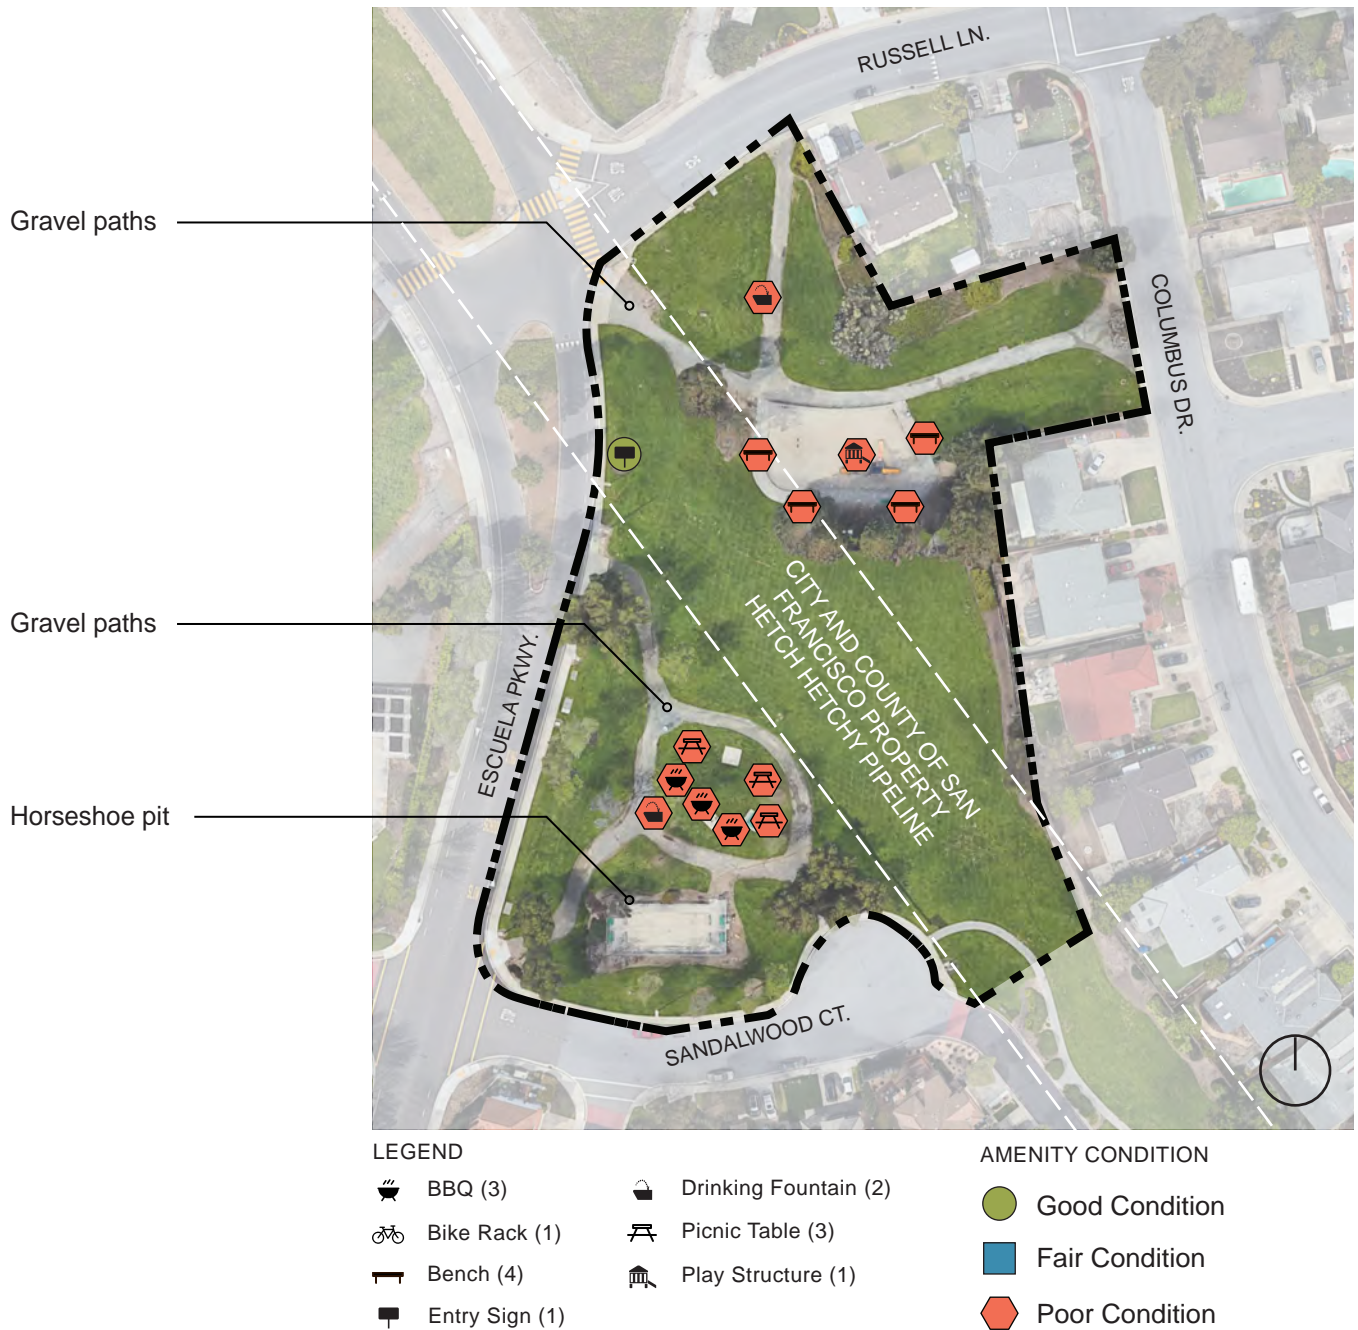 RUSSELL LN.
Gravel paths
COLUMBUS DR.
CITY AND COUNTY OF SAN
FRANCISCO PROPERTY
HETCH HETCHY PIPELINE
Gravel paths
ESCUELA PKWY.
Horseshoe pit
SANDALWOOD CT.
LEGEND
BBQ (3)
Bike Rack (1)
Bench (4)
Entry Sign (1)
Drinking Fountain (2)
Picnic Table (3)
Play Structure (1)
AMENITY CONDITION
Good Condition
Fair Condition
Poor Condition